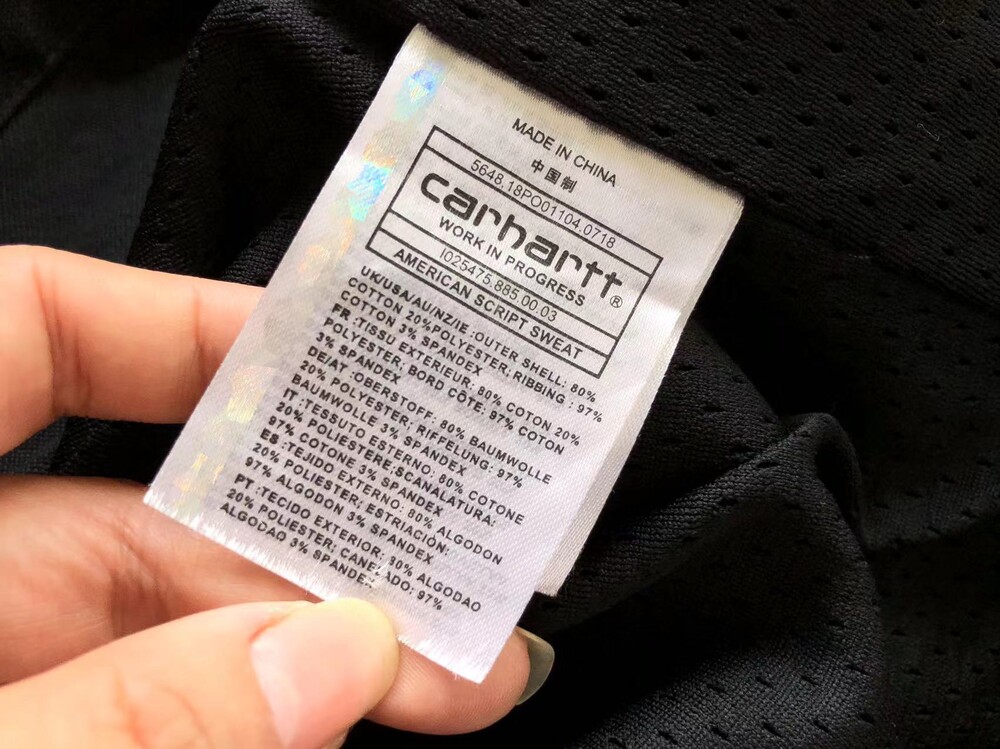 MADE IN CHINA
中国制
5648.18PO01104.0718
carhartt®
WORK IN PROGRESS
I025475.885.00.03
AMERICAN SCRIPT SWEAT
UK/USA/AU/NZ/IE :OUTER SHELL: 80%
COTTON 20%POLYESTER, RIBBING : 97%
COTTON 3% SPANDEX
FR :TISSU EXTERIEUR: 80% COTON 20%
POLYESTER, BORD CÔTE: 97% COTON
3% SPANDEX
DE/AT :OBERSTOFF: 80% BAUMWOLLE
20% POLYESTER, RIFFELUNG: 97%
BAUMWOLLE 3% SPANDEX
IT :TESSUTO ESTERNO: 80% COTONE
20% POLIESTERE:SCANALATURA:
97% COTONE 3% SPANDEX
ES :TEJIDO EXTERNO: 80% ALGODON
20% POLIESTER; ESTRIACIÓN:
97% ALGODON 3% SPANDEX
PT :TECIDO EXTERIOR; 80% ALGODAO
20% POLIESTER; CANELADO: 97%
ALGODAO 3% SPANDEX